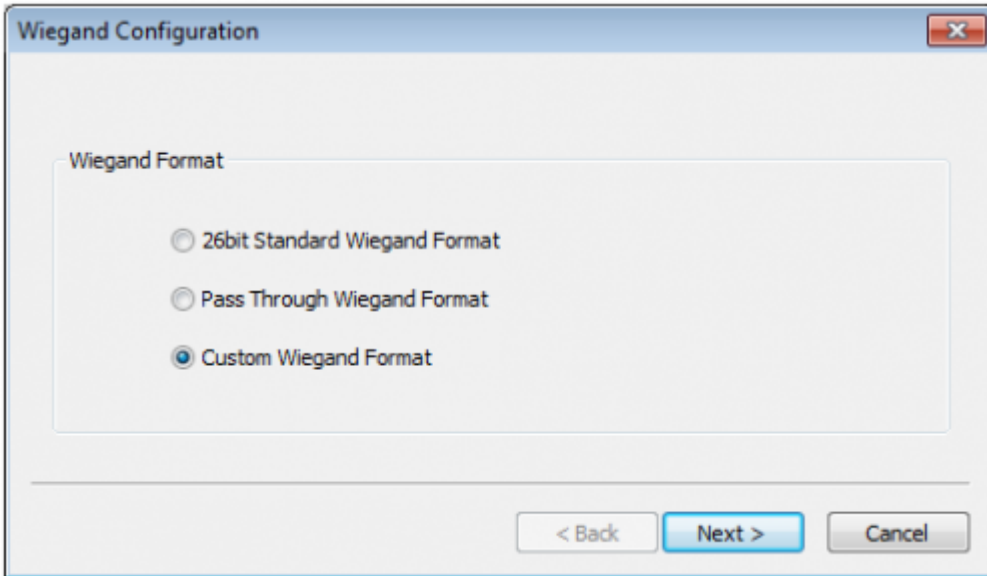 Wiegand Configuration
Wiegand Format
26bit Standard Wiegand Format
Pass Through Wiegand Format
Custom Wiegand Format
< Back Next > Cancel